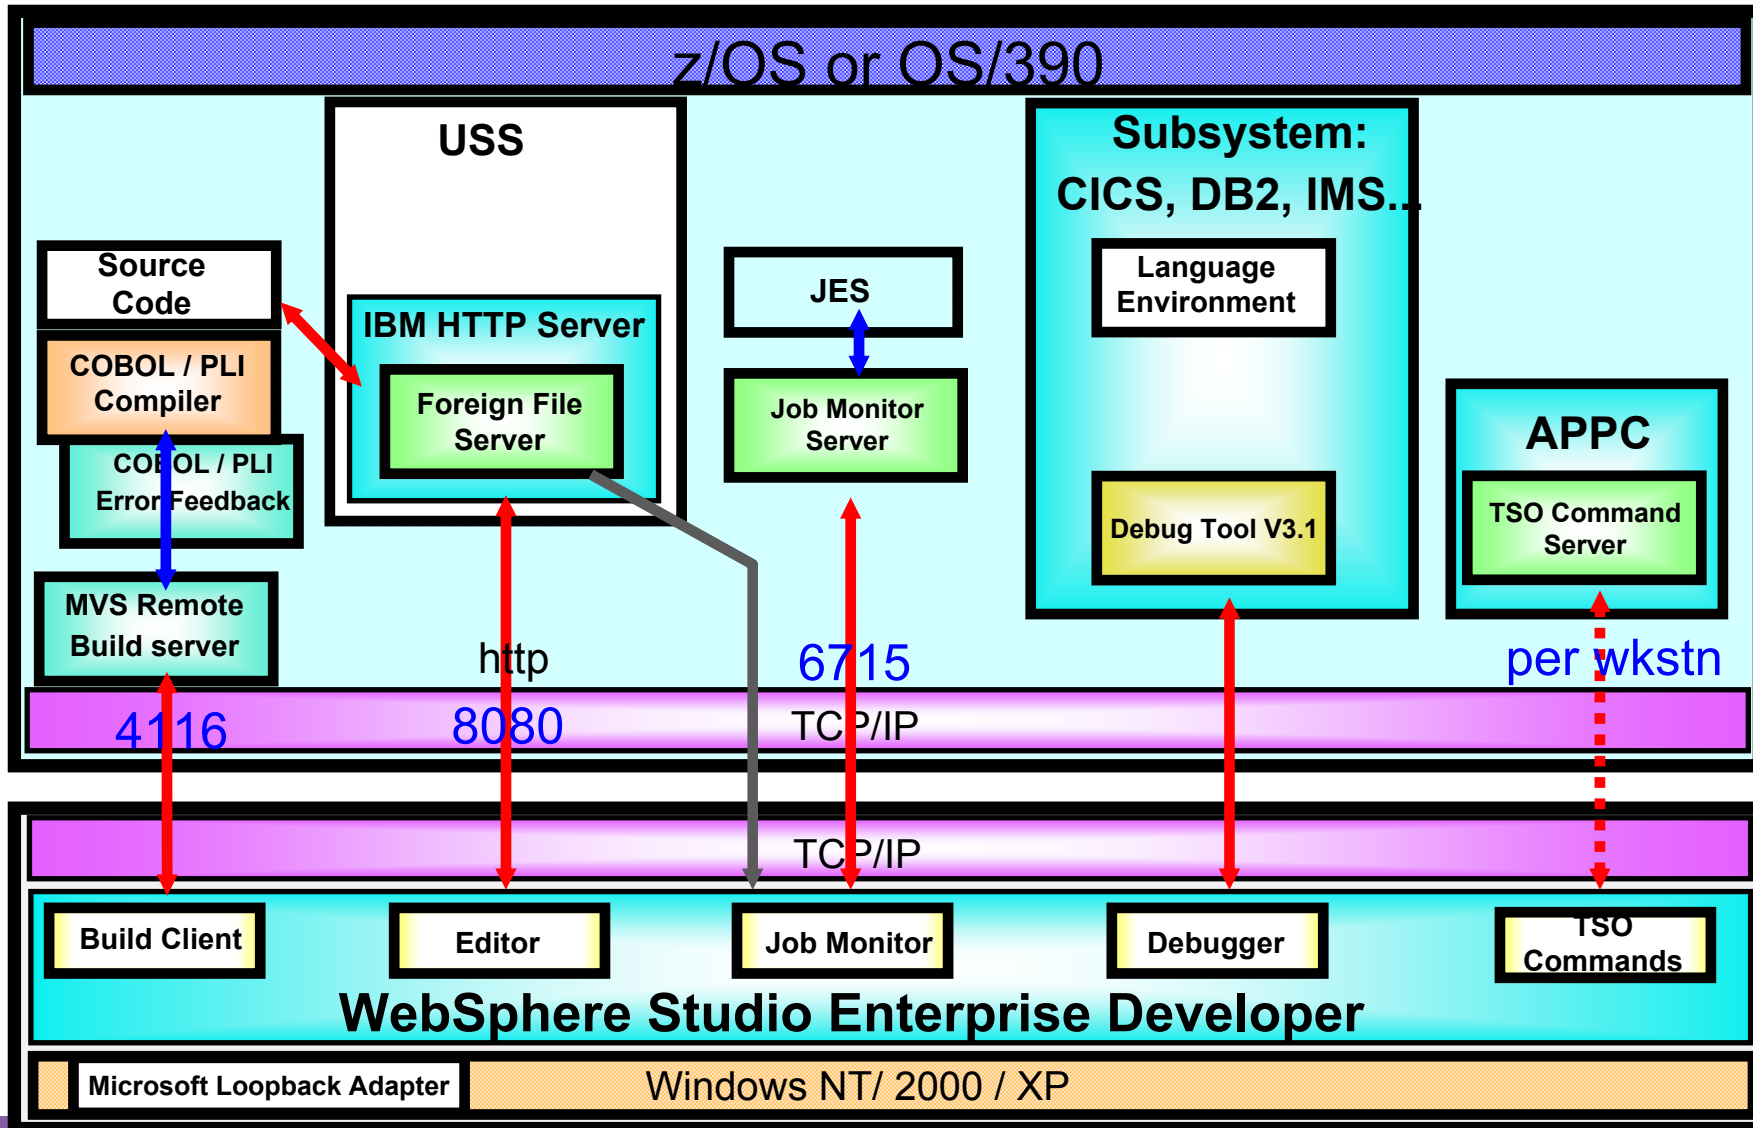 z/OS or OS/390
USS
Subsystem:
CICS, DB2, IMS...
Source
Code
IBM HTTP Server
JES
Language
Environment
COBOL / PLI
Compiler
Foreign File
Server
Job Monitor
Server
APPC
COBOL / PLI
Error Feedback
Debug Tool V3.1
TSO Command
Server
MVS Remote
Build server
http
6715
per wkstn
4116
8080
TCP/IP
TCP/IP
Build Client
Editor
Job Monitor
Debugger
TSO
Commands
WebSphere Studio Enterprise Developer
Microsoft Loopback Adapter
Windows NT/ 2000 / XP